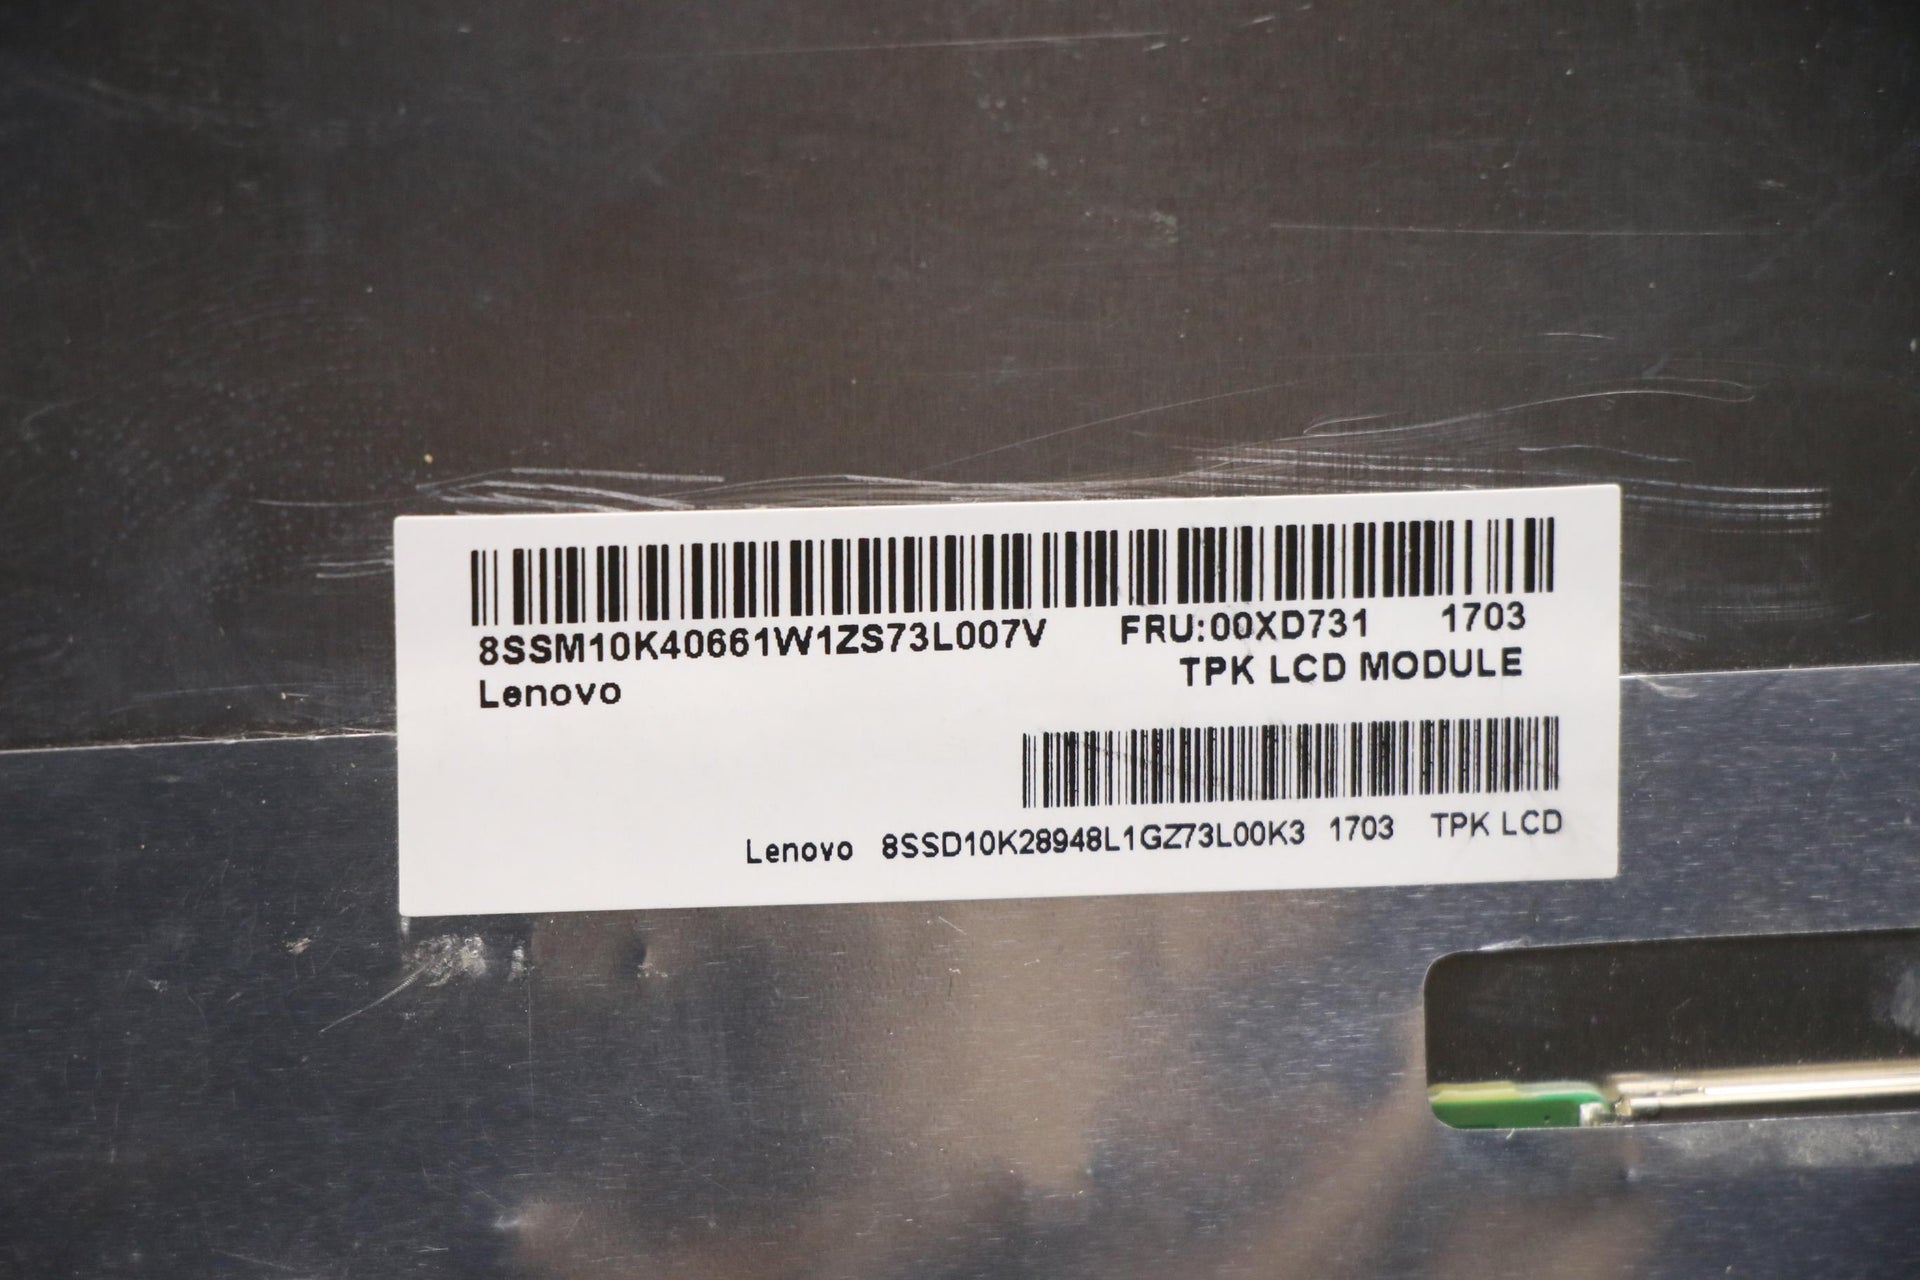 8SSM10K40661W1ZS73L007V FRU:00XD731 1703
Lenovo TPK LCD MODULE
Lenovo 8SSD10K28948L1GZ73L00K3 1703 TPK LCD